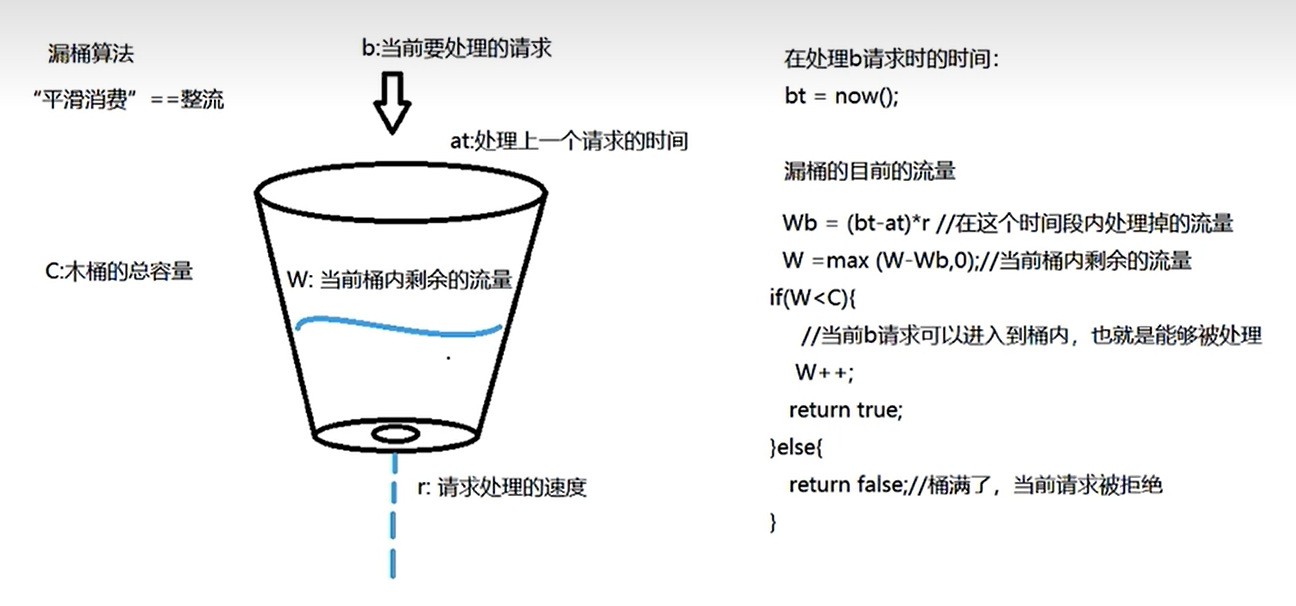 漏桶算法
“平滑消费”==整流
b:当前要处理的请求
at:处理上一个请求的时间
C:木桶的总容量
W: 当前桶内剩余的流量
r: 请求处理的速度
在处理b请求时的时间：
bt = now();
漏桶的目前的流量
Wb = (bt-at)*r //在这个时间段内处理掉的流量
W =max (W-Wb,0);//当前桶内剩余的流量
if(W<C){
//当前b请求可以进入到桶内，也就是能够被处理
W++;
return true;
}else{
return false;//桶满了，当前请求被拒绝
}